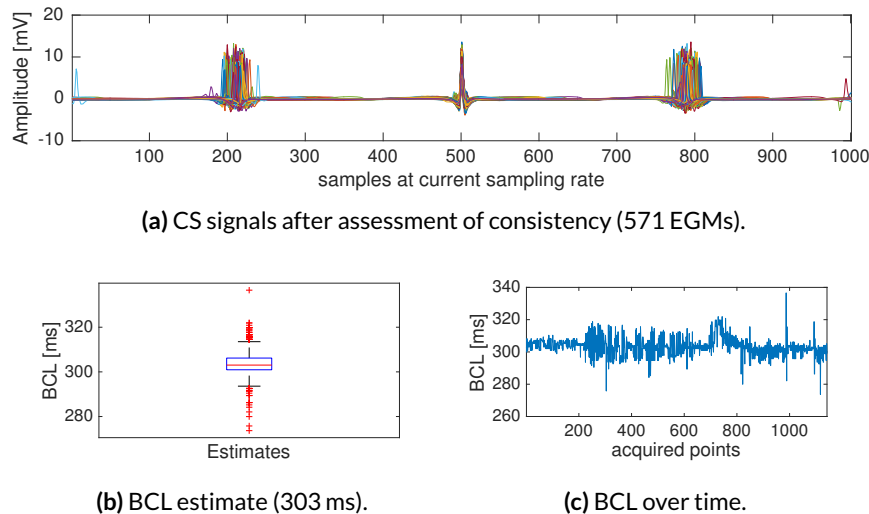 20
10
0
-10
Amplitude [mV]
100 200 300 400 500 600 700 800 900 1000
samples at current sampling rate
(a) CS signals after assessment of consistency (571 EGMs).
320
300
280
BCL [ms]
Estimates
(b) BCL estimate (303 ms).
340
320
300
280
260
BCL [ms]
200 400 600 800 1000
acquired points
(c) BCL over time.